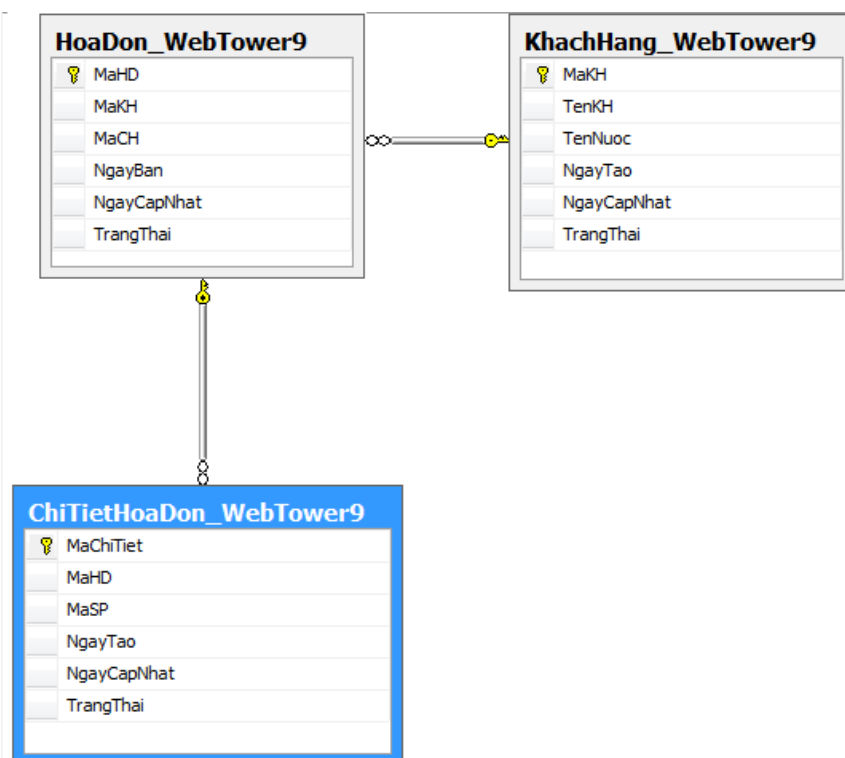 HoaDon_WebTower9
MaHD
MaKH
MaCH
NgayBan
NgayCapNhat
TrangThai
KhachHang_WebTower9
MaKH
TenKH
TenNuoc
NgayTao
NgayCapNhat
TrangThai
ChiTietHoaDon_WebTower9
MaChiTiet
MaHD
MaSP
NgayTao
NgayCapNhat
TrangThai